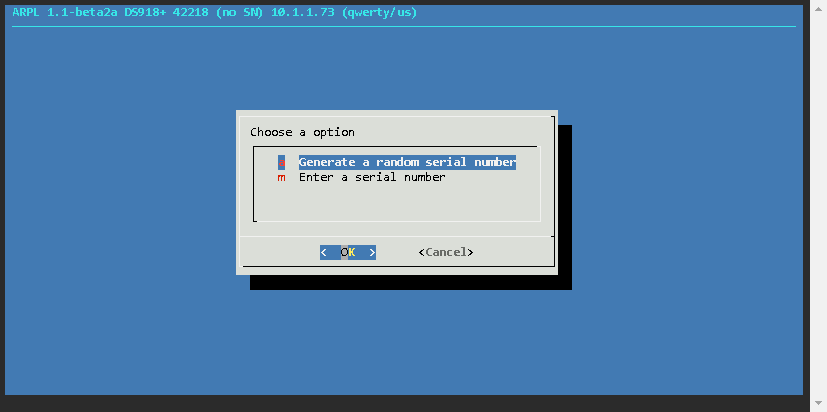 ARPL 1.1-beta2a DS918+ 42218 (no SN) 10.1.1.73 (qwerty/us)
Choose a option
Generate a random serial number
m Enter a serial number
< OK > <Cancel>